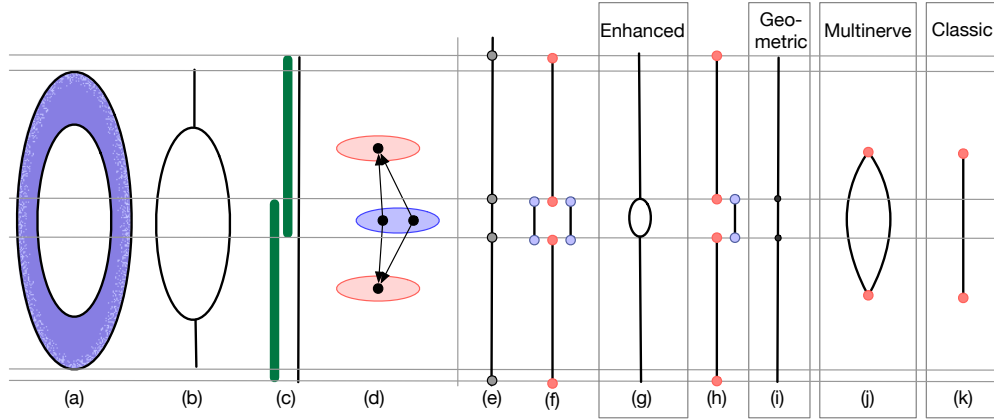 Enhanced
Geo-
metric
Multinerve
Classic
(a)
(b)
(c)
(d)
(e)
(f)
(g)
(h)
(i)
(j)
(k)